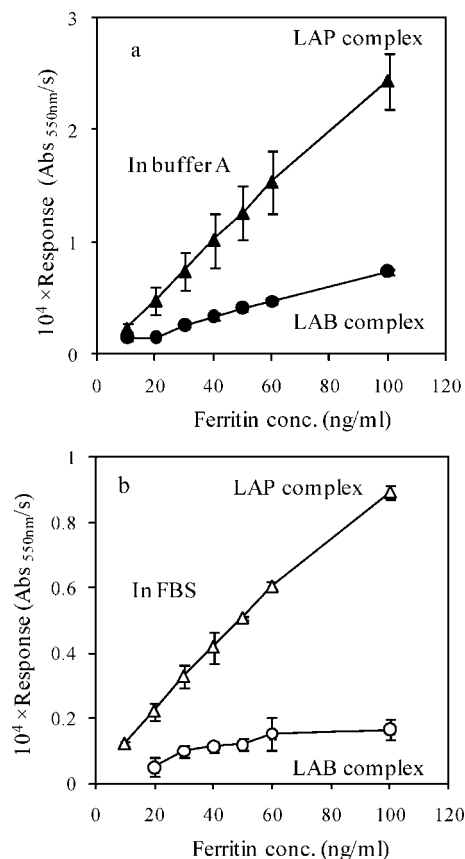 a
LAP complex
In buffer A
LAB complex
10⁴ ×Response (Abs 550nm/s)
3
2
1
0
0 20 40 60 80 100 120
Ferritin conc. (ng/ml)
b
LAP complex
In FBS
LAB complex
10⁴ ×Response (Abs 550nm/s)
1
0.8
0.6
0.4
0.2
0
0 20 40 60 80 100 120
Ferritin conc. (ng/ml)